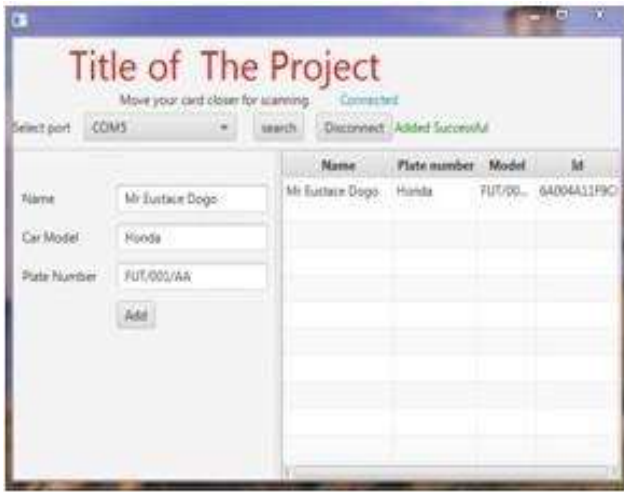 Title of The Project
Move your card closer for scanning Connected
Select port COM5 search Disconnect Added Successful
Name Plate number Model Id
Mr Eustace Dogo Honda FUT/00... 6A004A11F9C
Name Mr Eustace Dogo
Car Model Honda
Plate Number FUT/001/AA
Add